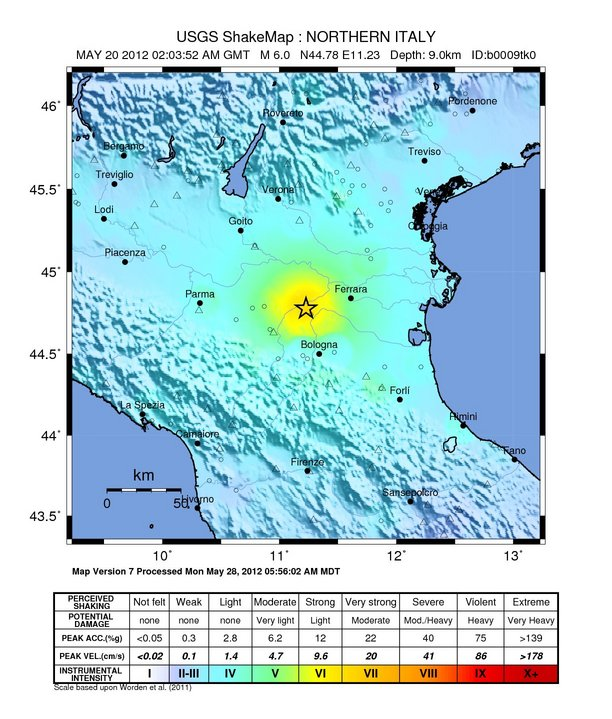 USGS ShakeMap : NORTHERN ITALY
MAY 20 2012 02:03:52 AM GMT M 6.0 N44.78 E11.23 Depth: 9.0km ID:b0009tk0
46˚
Pordenone
Rovereto
Bergamo
Treviso
Treviglio
45.5˚
Verona
Lodi
Goito
Piacenza
45˚
Ferrara
Parma
44.5˚
Bologna
Forlí
La Spezia
Rimini
44˚
Camaiore
Fano
Firenze
km
0 50
Livorno
Sansepolcro
43.5˚
10˚ 11˚ 12˚ 13˚
Map Version 7 Processed Mon May 28, 2012 05:56:02 AM MDT
PERCEIVED SHAKING Not felt Weak Light Moderate Strong Very strong Severe Violent Extreme
POTENTIAL DAMAGE none none none Very light Light Moderate Mod./Heavy Heavy Very Heavy
PEAK ACC.(%g) <0.05 0.3 2.8 6.2 12 22 40 75 >139
PEAK VEL.(cm/s) <0.02 0.1 1.4 4.7 9.6 20 41 86 >178
INSTRUMENTAL INTENSITY I II-III IV V VI VII VIII IX X+
Scale based upon Worden et al. (2011)